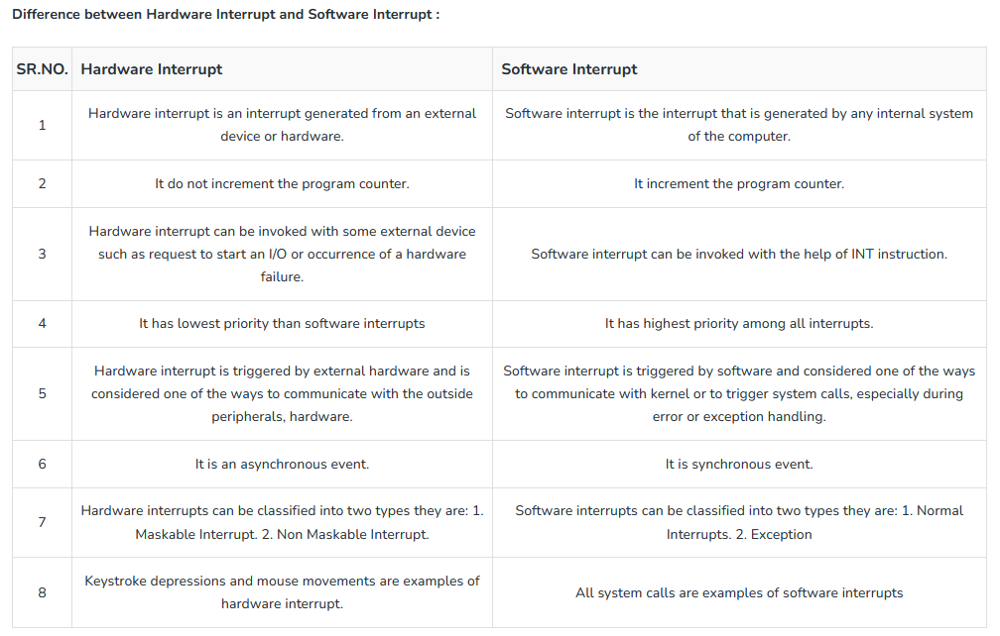 Difference between Hardware Interrupt and Software Interrupt :
SR.NO. Hardware Interrupt Software Interrupt
1
Hardware interrupt is an interrupt generated from an external
device or hardware.
Software interrupt is the interrupt that is generated by any internal system
of the computer.
2
It do not increment the program counter.
It increment the program counter.
3
Hardware interrupt can be invoked with some external device
such as request to start an I/O or occurrence of a hardware
failure.
Software interrupt can be invoked with the help of INT instruction.
4
It has lowest priority than software interrupts
It has highest priority among all interrupts.
5
Hardware interrupt is triggered by external hardware and is
considered one of the ways to communicate with the outside
peripherals, hardware.
Software interrupt is triggered by software and considered one of the ways
to communicate with kernel or to trigger system calls, especially during
error or exception handling.
6
It is an asynchronous event.
It is synchronous event.
7
Hardware interrupts can be classified into two types they are: 1.
Maskable Interrupt. 2. Non Maskable Interrupt.
Software interrupts can be classified into two types they are: 1. Normal
Interrupts. 2. Exception
8
Keystroke depressions and mouse movements are examples of
hardware interrupt.
All system calls are examples of software interrupts